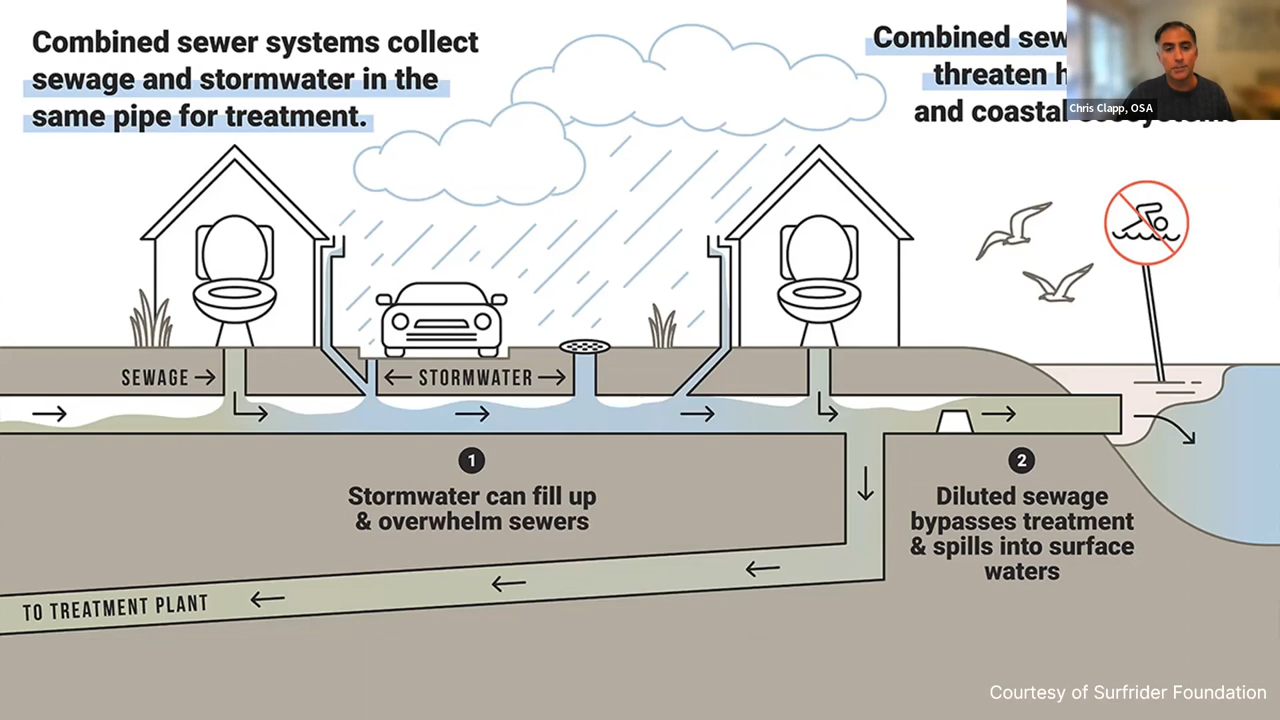 Combined sewer systems collect
sewage and stormwater in the
same pipe for treatment.
Combined
threaten
and coastal
Chris Clapp, OSA
SEWAGE →
← STORMWATER →
1
Stormwater can fill up
& overwhelm sewers
2
Diluted sewage
bypasses treatment
& spills into surface
waters
TO TREATMENT PLANT
Courtesy of Surfrider Foundation